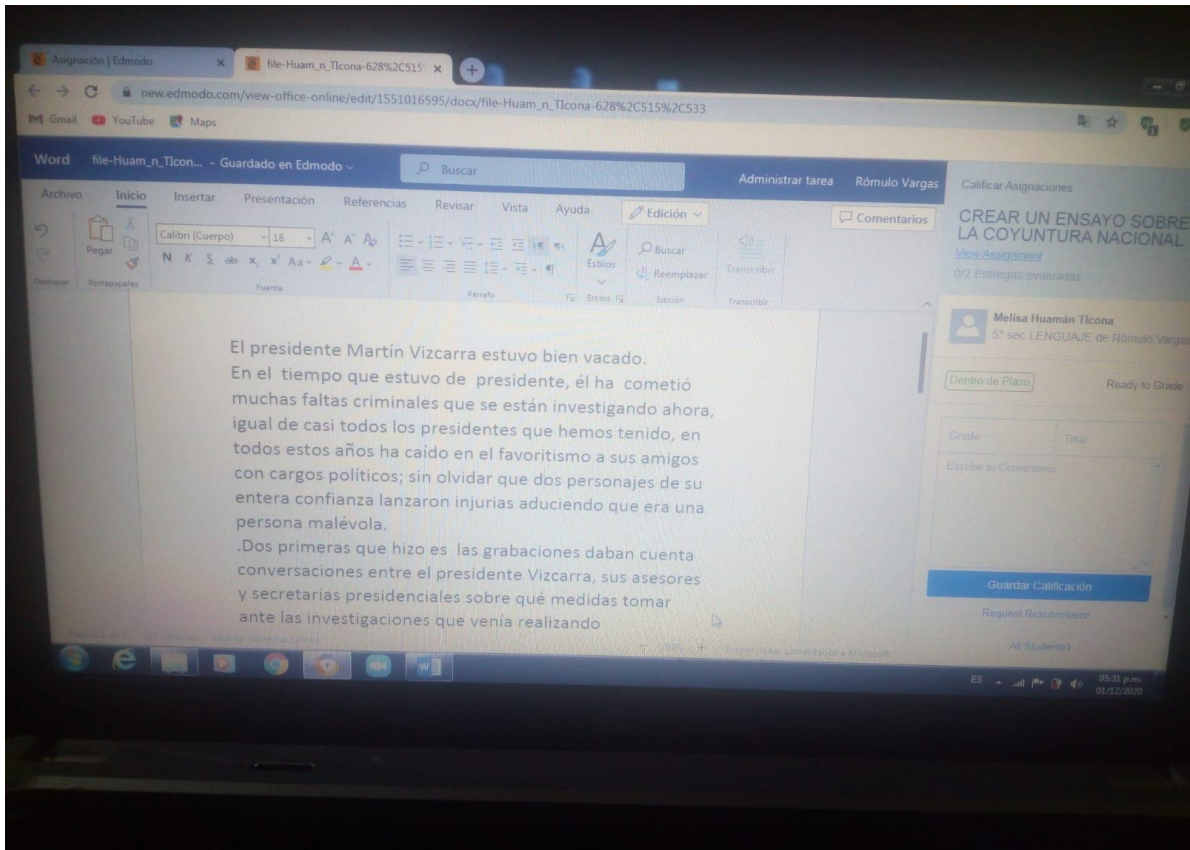 Asignación | Edmodo
file-Huam_n_TIcona-628%2C515
new.edmodo.com/view-office-online/edit/1551016595/docx/file-Huam_n_TIcona-628%2C515%2C533
Gmail YouTube Maps
Word file-Huam_n_TIcon... - Guardado en Edmodo
Buscar
Administrar tarea Rómulo Vargas
Archivo Inicio Insertar Presentación Referencias Revisar Vista Ayuda Edición Comentarios
Pegar
Calibri (Cuerpo) 18
N K S ab x, x' Aa A
Estilos
Buscar
Reemplazar
Transcribir
Deshacer Portapapeles Fuente Párrafo Estilos Edición Transcribir
El presidente Martín Vizcarra estuvo bien vacado.
En el tiempo que estuvo de presidente, él ha cometió
muchas faltas criminales que se están investigando ahora,
igual de casi todos los presidentes que hemos tenido, en
todos estos años ha caído en el favoritismo a sus amigos
con cargos políticos; sin olvidar que dos personajes de su
entera confianza lanzaron injurias aduciendo que era una
persona malévola.
.Dos primeras que hizo es las grabaciones daban cuenta
conversaciones entre el presidente Vizcarra, sus asesores
y secretarias presidenciales sobre qué medidas tomar
ante las investigaciones que venía realizando
Calificar Asignaciones
CREAR UN ENSAYO SOBRE
LA COYUNTURA NACIONAL
View Assignment
0/2 Entregas evaluadas
Melisa Huamán TIcona
5° sec LENGUAJE de Rómulo Vargas
Dentro de Plazo Ready to Grade
Grade Total
Escribe tu Comentario
Guardar Calificación
Request Resubmission
All Students
Proporcionar comentarios a Microsoft
ES 05:31 p.m.
01/12/2020